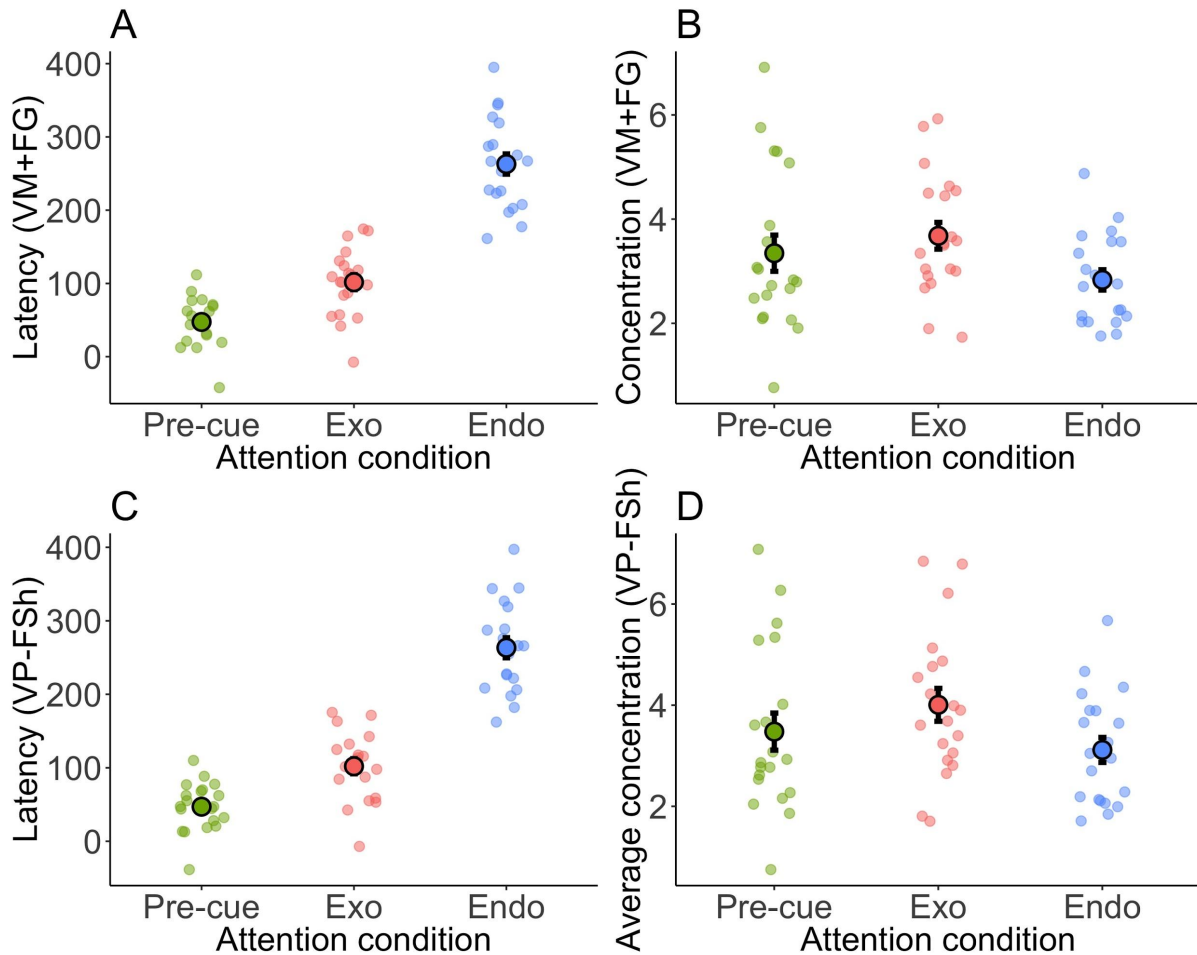 A
Latency (VM+FG)
400
300
200
100
0
Pre-cue Exo Endo
Attention condition
B
Concentration (VM+FG)
6
4
2
Pre-cue Exo Endo
Attention condition
C
Latency (VP-FSh)
400
300
200
100
0
Pre-cue Exo Endo
Attention condition
D
Average concentration (VP-FSh)
6
4
2
Pre-cue Exo Endo
Attention condition